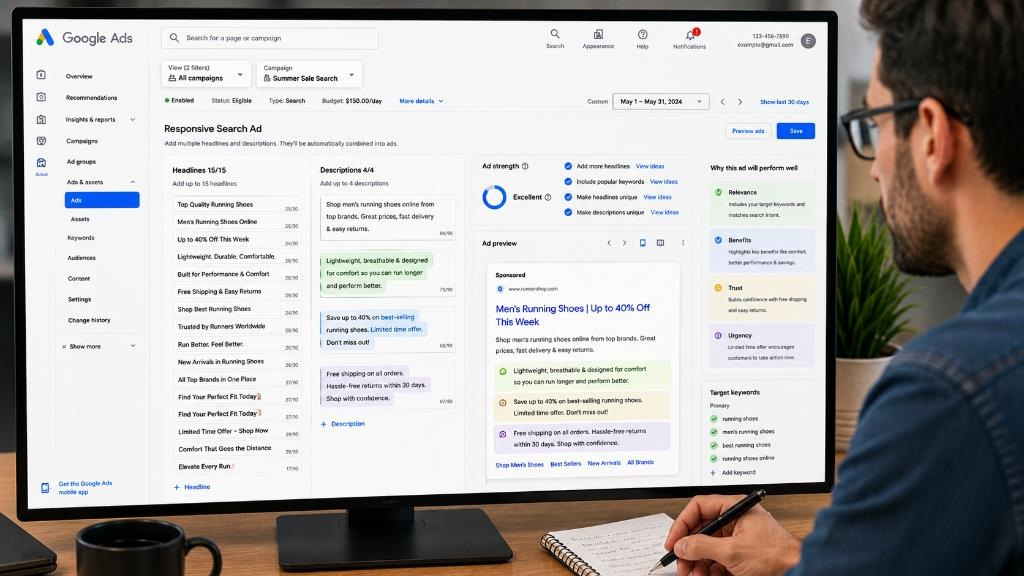 Google Ads
Search for a page or campaign
Search
Appearance
Help
Notifications
123-456-7890
example@gmail.com
E
Overview
Recommendations
Insights & reports
Campaigns
Ad groups
Ads & assets
Ads
Assets
Keywords
Audiences
Content
Settings
Change history
Show more
Get the Google Ads
mobile app
View (2 filters)
All campaigns
Campaign
Summer Sale Search
Enabled
Status: Eligible
Type: Search
Budget: $150.00/day
More details
Custom
May 1 – May 31, 2024
Show last 30 days
Responsive Search Ad
Add multiple headlines and descriptions. They'll be automatically combined into ads.
Preview ads
Save
Headlines 15/15
Add up to 15 headlines
Top Quality Running Shoes
Men's Running Shoes Online
Up to 40% Off This Week
Lightweight. Durable. Comfortable.
Built for Performance & Comfort
Free Shipping & Easy Returns
Shop Best Running Shoes
Trusted by Runners Worldwide
Run Better. Feel Better.
New Arrivals in Running Shoes
All Top Brands in One Place
Find Your Perfect Fit Today
Find Your Perfect Fit Today
Limited Time Offer – Shop Now
Comfort That Goes the Distance
Elevate Every Run
+ Headline
Descriptions 4/4
Add up to 4 descriptions
Shop men's running shoes online from
top brands. Great prices, fast delivery
& easy returns.
Lightweight, breathable & designed
for comfort so you can run longer
and perform better.
Save up to 40% on best-selling
running shoes. Limited time offer.
Don't miss out!
Free shipping on all orders.
Hassle-free returns within 30 days.
Shop with confidence.
+ Description
Ad strength
Excellent
Add more headlines View ideas
Include popular keywords View ideas
Make headlines unique View ideas
Make descriptions unique View ideas
Ad preview
Sponsored
www.runnershop.com
Men's Running Shoes | Up to 40% Off
This Week
Shop men's running shoes online from top brands. Great
prices, fast delivery & easy returns.
Lightweight, breathable & designed for comfort
so you can run longer and perform better.
Save up to 40% on best-selling running shoes.
Limited time offer. Don't miss out!
Free shipping on all orders. Hassle-free returns
within 30 days. Shop with confidence.
Shop Men's Shoes Best Sellers New Arrivals All Brands
Why this ad will perform well
Relevance
Includes your target keywords and
matches search intent.
Benefits
Highlights key benefits like comfort,
better performance & savings.
Trust
Builds confidence with free shipping
and easy returns.
Urgency
Limited time offer encourages
customers to take action now.
Target keywords
Primary
running shoes
men's running shoes
best running shoes
running shoes online
+ Add keyword